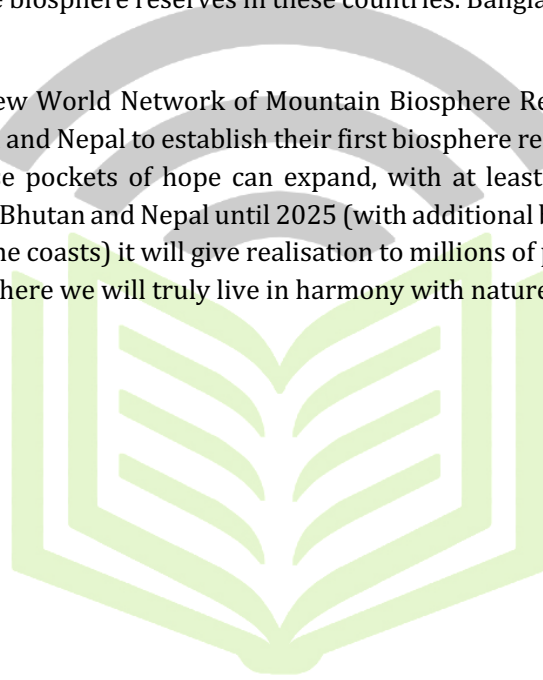 biosphere reserves in these countries.
ew World Network of Mountain Biosphere Re
and Nepal to establish their first biosphere re
se pockets of hope can expand, with at least
Bhutan and Nepal until 2025 (with additional b
ne coasts) it will give realisation to millions of p
here we will truly live in harmony with nature